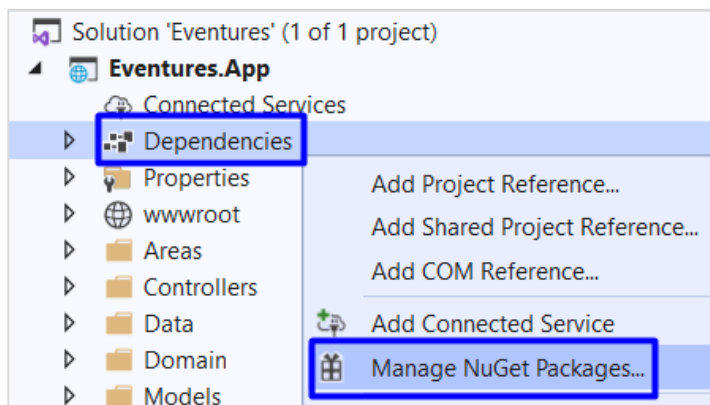 Solution 'Eventures' (1 of 1 project)
Eventures.App
Connected Services
Dependencies
Properties
wwwroot
Areas
Controllers
Data
Domain
Models
Add Project Reference...
Add Shared Project Reference...
Add COM Reference...
Add Connected Service
Manage NuGet Packages...